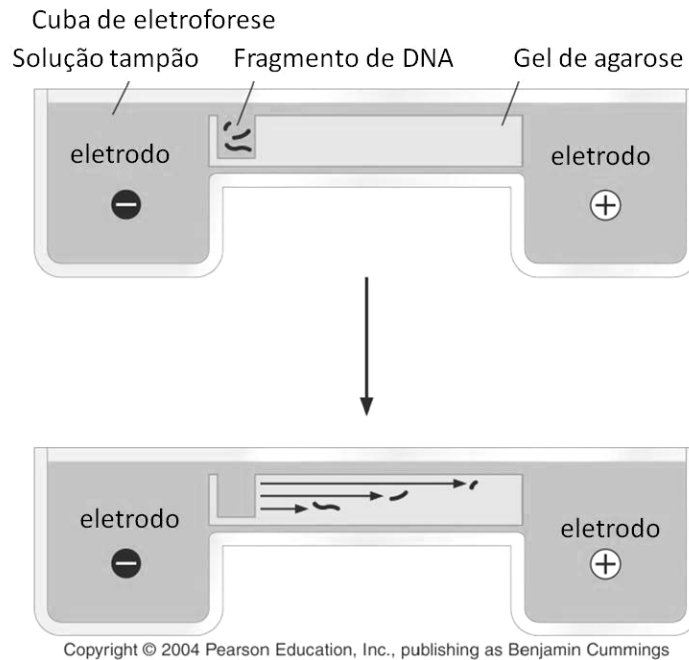 Cuba de eletroforese
Solução tampão Fragmento de DNA Gel de agarose
eletrodo eletrodo
− +
eletrodo eletrodo
− +
Copyright © 2004 Pearson Education, Inc., publishing as Benjamin Cummings